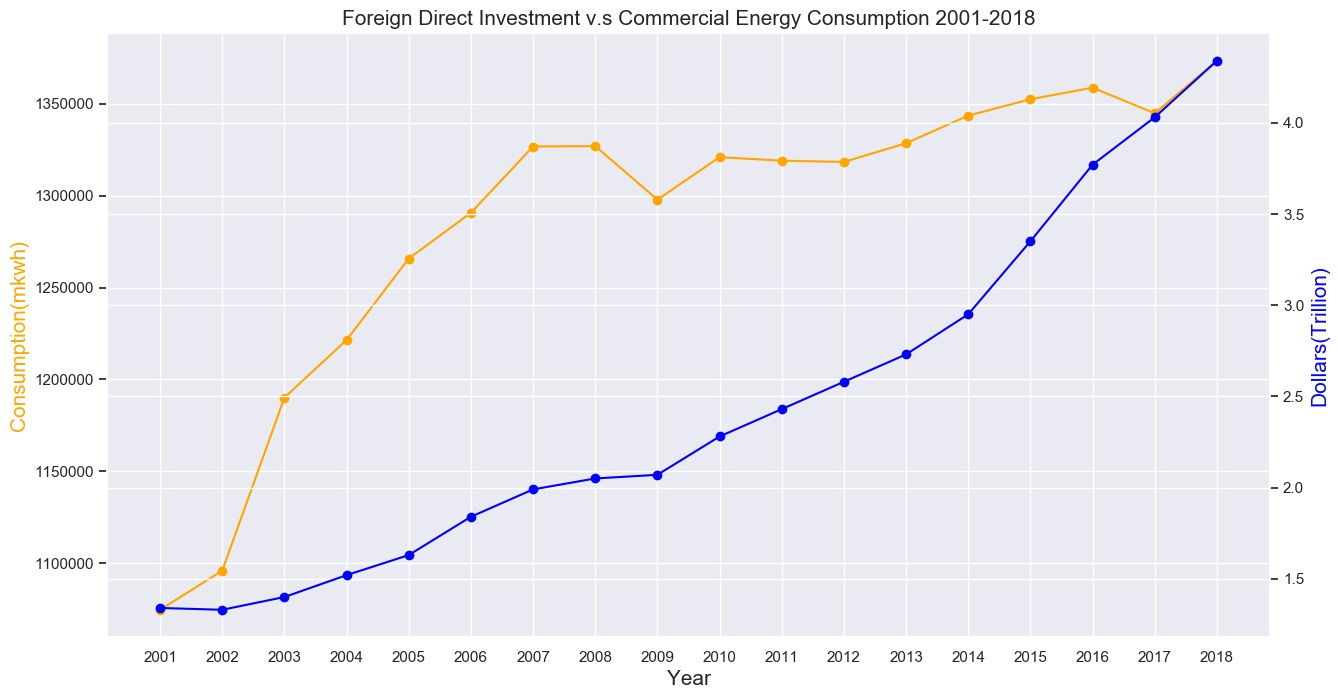 Foreign Direct Investment v.s Commercial Energy Consumption 2001-2018
Consumption(mkwh)
1350000
1300000
1250000
1200000
1150000
1100000
4.0
3.5
3.0
2.5
2.0
1.5
Dollars(Trillion)
2001 2002 2003 2004 2005 2006 2007 2008 2009 2010 2011 2012 2013 2014 2015 2016 2017 2018
Year